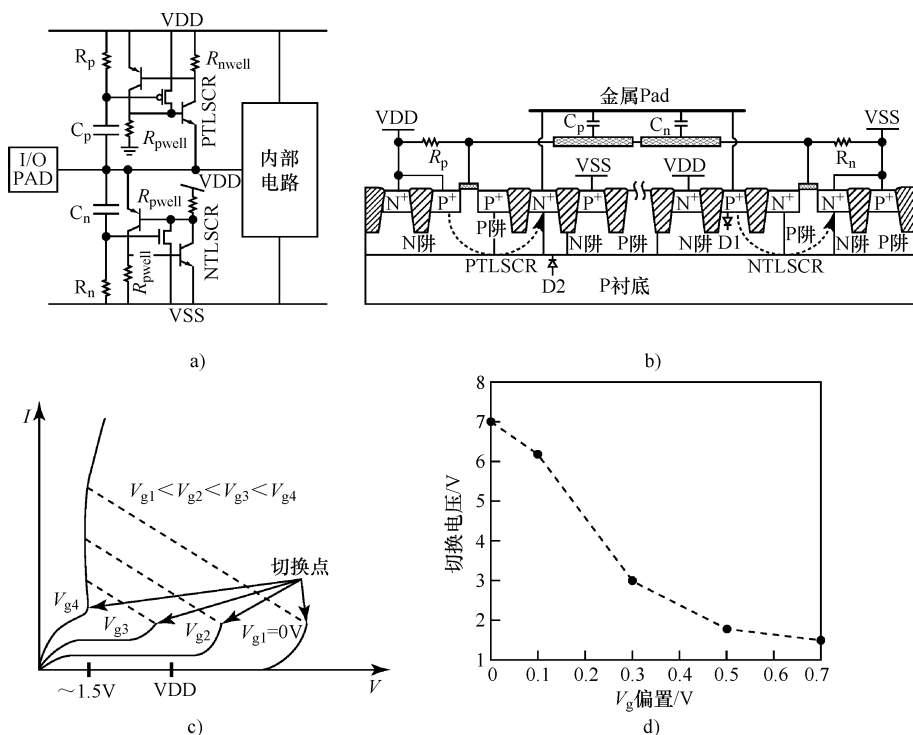 VDD
Rp
Rnwell
PTLSCR
Cp
Rpwell
I/O
PAD
VDD
内部
电路
Cn
Rpwell
NTLSCR
Rpwell
Rn
VSS
a)
金属Pad
VDD
Cp
Cn
VSS
Rp
VSS
VDD
Rn
N+
P+
P+
N+
P+
N+
P+
N+
N+
P+
N阱
P阱
N阱
P阱
N阱
D1
P阱
N阱
P阱
PTLSCR
NTLSCR
D2
P衬底
b)
I
Vg1<Vg2<Vg3<Vg4
切换点
Vg4
Vg3
Vg2
Vg1=0V
～1.5V
VDD
V
c)
8
7
6
5
4
3
2
1
切换电压/V
0
0.1
0.2
0.3
0.4
0.5
0.6
0.7
Vg偏置/V
d)